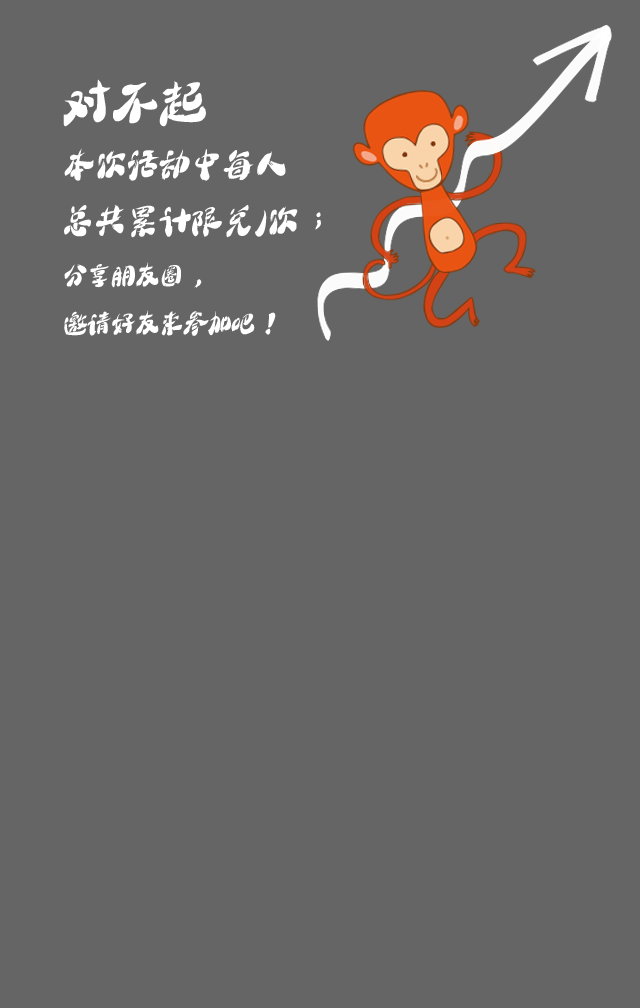 对不起
本次活动中每人
总共累计限兑1次；
分享朋友圈，
邀请好友来参加吧！